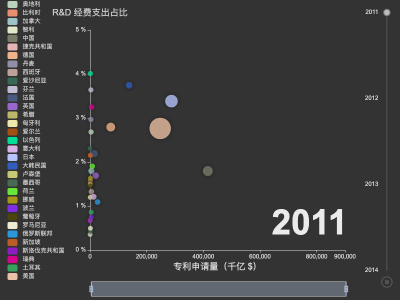 R&D 经费支出占比
奥地利
比利时
加拿大
智利
中国
捷克共和国
德国
丹麦
西班牙
爱沙尼亚
芬兰
法国
英国
希腊
匈牙利
爱尔兰
以色列
意大利
日本
大韩民国
卢森堡
墨西哥
荷兰
挪威
波兰
葡萄牙
罗马尼亚
俄罗斯联邦
新加坡
斯洛伐克共和国
瑞典
土耳其
美国
5 %
4 %
3 %
2 %
1 %
0 %
0
200,000
400,000
600,000
800,000
900,000
专利申请量（千亿 $）
2011
2011
2012
2013
2014